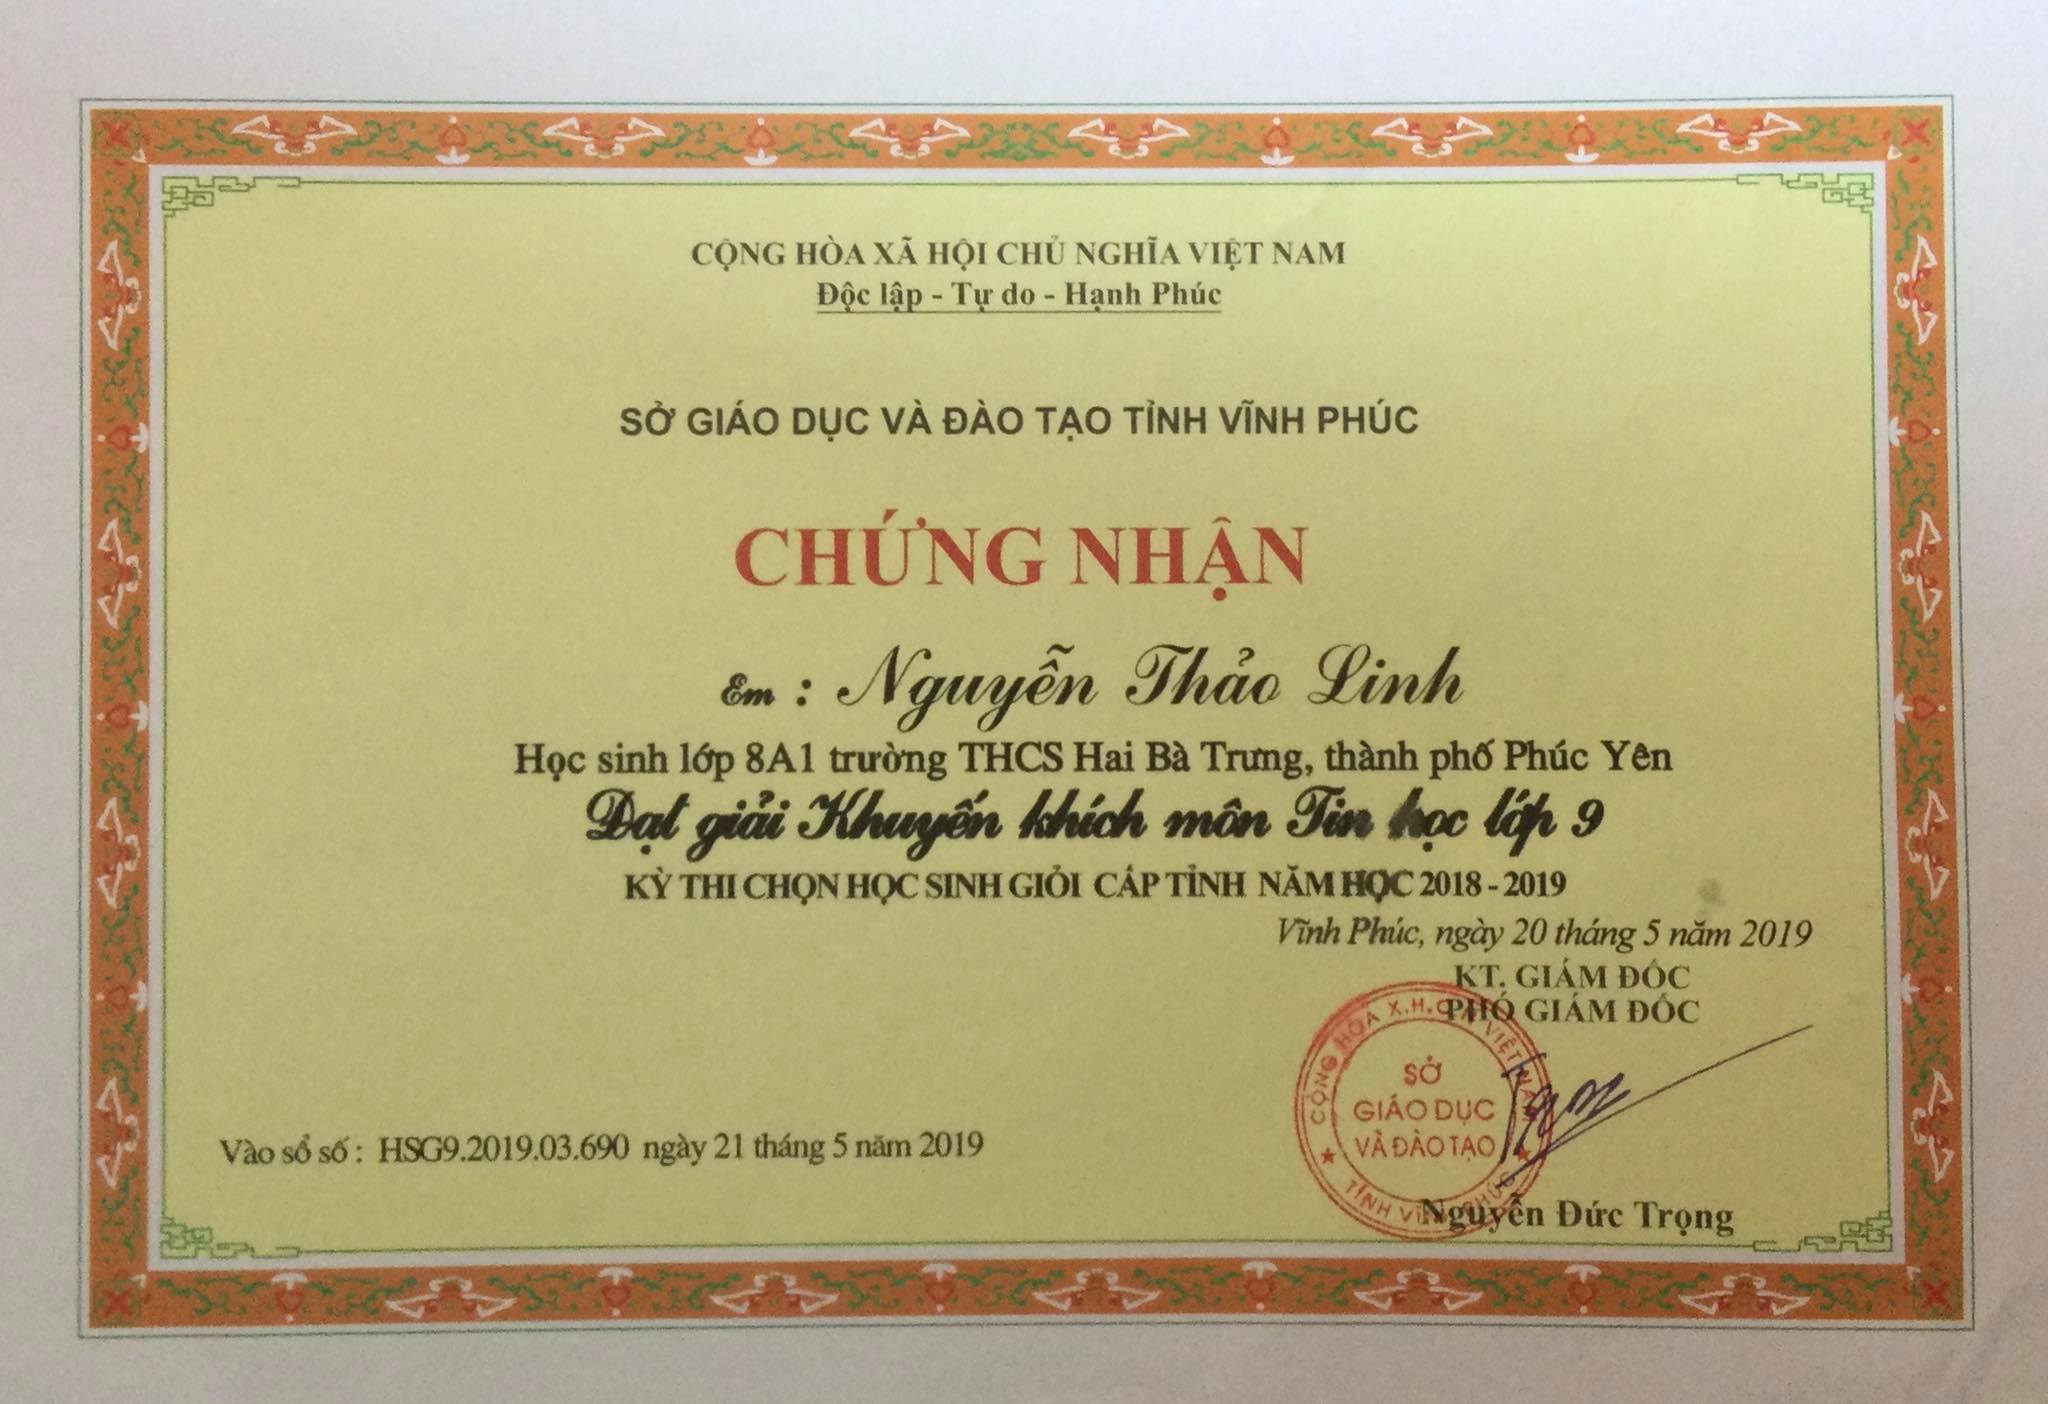 CỘNG HÒA XÃ HỘI CHỦ NGHĨA VIỆT NAM
Độc lập - Tự do - Hạnh Phúc
SỞ GIÁO DỤC VÀ ĐÀO TẠO TỈNH VĨNH PHÚC
CHỨNG NHẬN
Em : Nguyễn Thảo Linh
Học sinh lớp 8A1 trường THCS Hai Bà Trưng, thành phố Phúc Yên
Đạt giải Khuyến khích môn Tin học lớp 9
KỲ THI CHỌN HỌC SINH GIỎI CẤP TỈNH NĂM HỌC 2018 - 2019
Vĩnh Phúc, ngày 20 tháng 5 năm 2019
KT. GIÁM ĐỐC
PHÓ GIÁM ĐỐC
CỘNG HÒA X.H.C.N VIỆT NAM
SỞ
GIÁO DỤC
VÀ ĐÀO TẠO
TỈNH VĨNH PHÚC
Vào sổ số : HSG9.2019.03.690 ngày 21 tháng 5 năm 2019
Nguyễn Đức Trọng